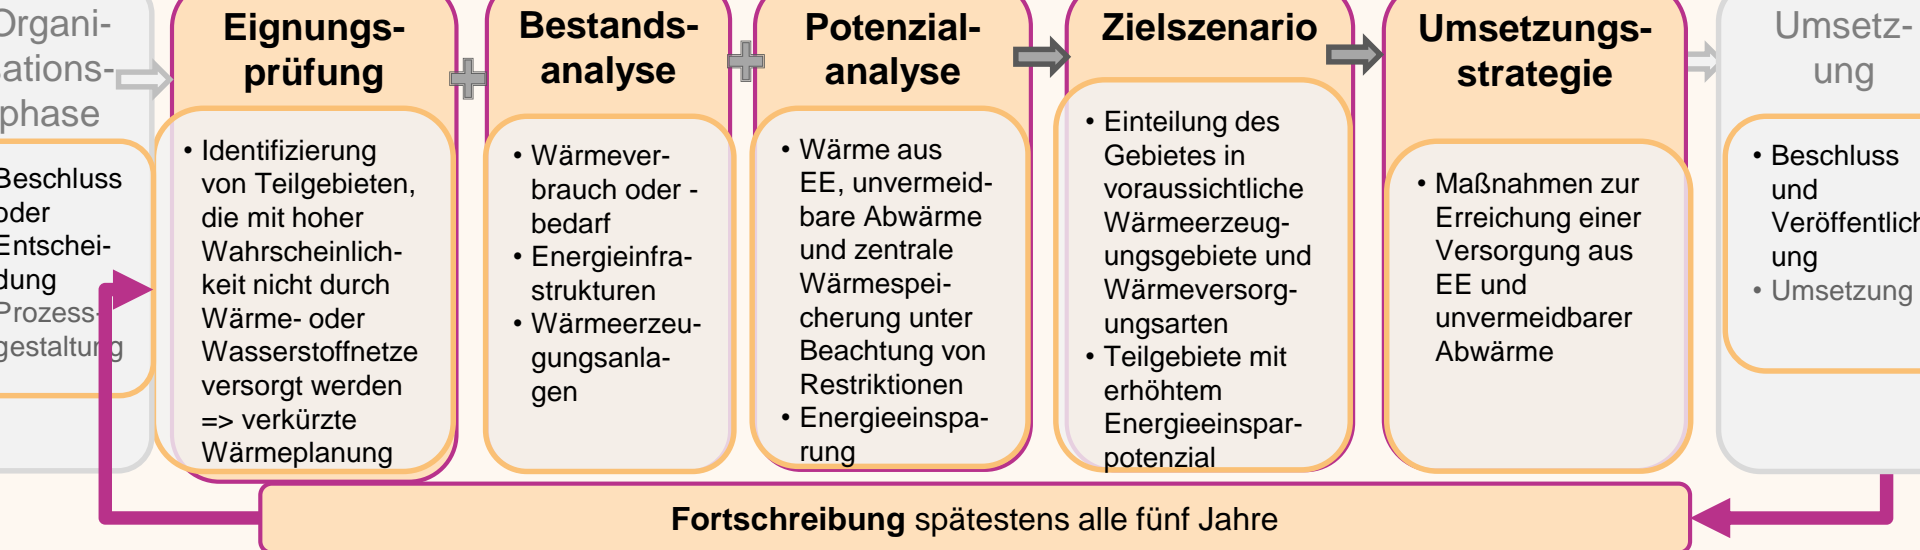 Organi-
sations-
phase
Beschluss
oder
Entschei-
dung
Prozess-
gestaltung
Eignungs-
prüfung
• Identifizierung
von Teilgebieten,
die mit hoher
Wahrscheinlich-
keit nicht durch
Wärme- oder
Wasserstoffnetze
versorgt werden
=> verkürzte
Wärmeplanung
Bestands-
analyse
• Wärmever-
brauch oder -
bedarf
• Energieinfra-
strukturen
• Wärmeerzeu-
gungsanla-
gen
Potenzial-
analyse
• Wärme aus
EE, unvermeid-
bare Abwärme
und zentrale
Wärmespei-
cherung unter
Beachtung von
Restriktionen
• Energieeinspa-
rung
Zielszenario
• Einteilung des
Gebietes in
voraussichtliche
Wärmeerzeug-
ungsgebiete und
Wärmeversorg-
ungsarten
• Teilgebiete mit
erhöhtem
Energieeinspar-
potenzial
Umsetzungs-
strategie
• Maßnahmen zur
Erreichung einer
Versorgung aus
EE und
unvermeidbarer
Abwärme
Umsetz-
ung
• Beschluss
und
Veröffentlich
ung
• Umsetzung
Fortschreibung spätestens alle fünf Jahre